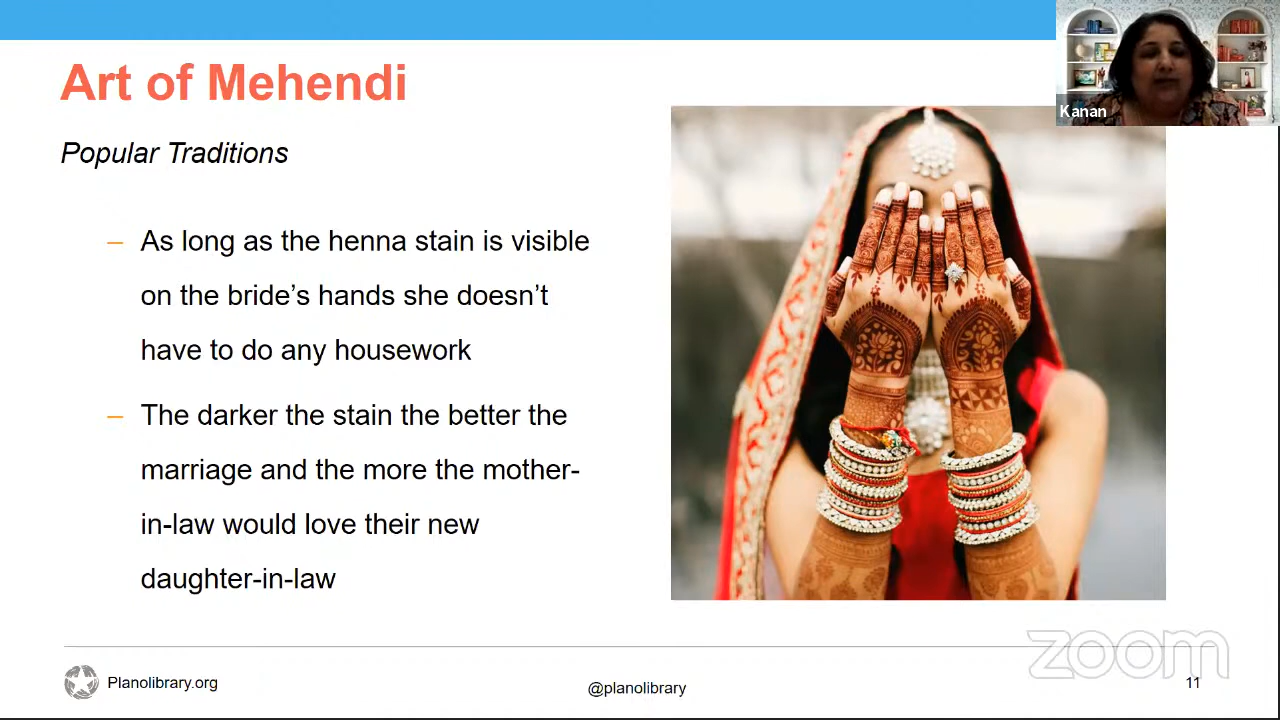 Art of Mehendi
Kanan
Popular Traditions
– As long as the henna stain is visible
on the bride’s hands she doesn’t
have to do any housework
– The darker the stain the better the
marriage and the more the mother-
in-law would love their new
daughter-in-law
zoom
Planolibrary.org
@planolibrary
11